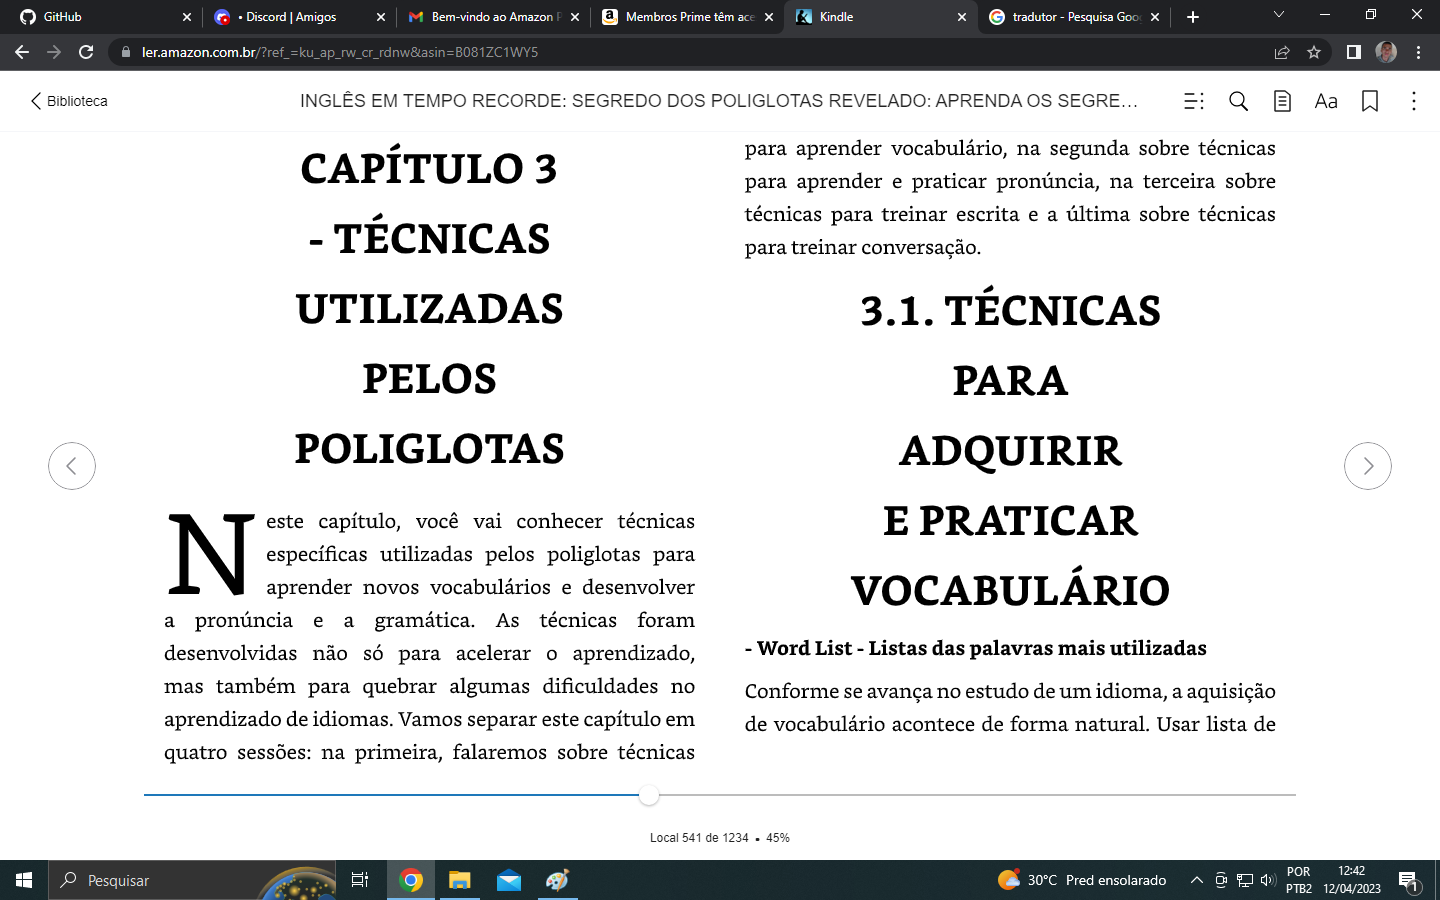 GitHub
• Discord | Amigos
Bem-vindo ao Amazon P
Membros Prime têm ace
Kindle
tradutor - Pesquisa Goo
ler.amazon.com.br/?ref_=ku_ap_rw_cr_rdnw&asin=B081ZC1WY5
Biblioteca
INGLÊS EM TEMPO RECORDE: SEGREDO DOS POLIGLOTAS REVELADO: APRENDA OS SEGRE...
Aa
CAPÍTULO 3
- TÉCNICAS
UTILIZADAS
PELOS
POLIGLOTAS
Neste capítulo, você vai conhecer técnicas
específicas utilizadas pelos poliglotas para
aprender novos vocabulários e desenvolver
a pronúncia e a gramática. As técnicas foram
desenvolvidas não só para acelerar o aprendizado,
mas também para quebrar algumas dificuldades no
aprendizado de idiomas. Vamos separar este capítulo em
quatro sessões: na primeira, falaremos sobre técnicas
para aprender vocabulário, na segunda sobre técnicas
para aprender e praticar pronúncia, na terceira sobre
técnicas para treinar escrita e a última sobre técnicas
para treinar conversação.
3.1. TÉCNICAS
PARA
ADQUIRIR
E PRATICAR
VOCABULÁRIO
- Word List - Listas das palavras mais utilizadas
Conforme se avança no estudo de um idioma, a aquisição
de vocabulário acontece de forma natural. Usar lista de
Local 541 de 1234 • 45%
Pesquisar
30°C Pred ensolarado
POR
PTB2
12:42
12/04/2023
1